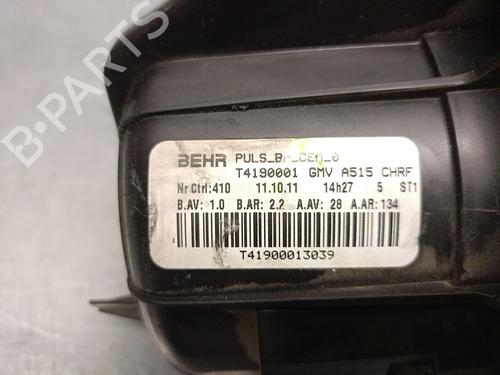 BEHR PULS_Br_CEM_0
T4190001 GMV A515 CHRF
Nr Ctrl:410 11.10.11 14h27 5 ST1
B.AV: 1.0 B.AR: 2.2 A.AV: 28 A.AR:134
T41900013039
B-PARTS